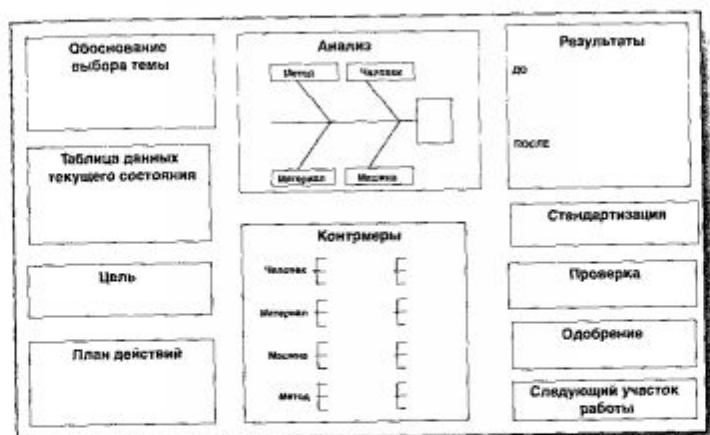 Обоснование
выбора темы
Таблица данных
текущего состояния
Цель
План действий
Анализ
Метод
Человек
Материал
Машина
Контрмеры
Человек
Материал
Машина
Метод
Результаты
ДО
ПОСЛЕ
Стандартизация
Проверка
Одобрение
Следующий участок
работы